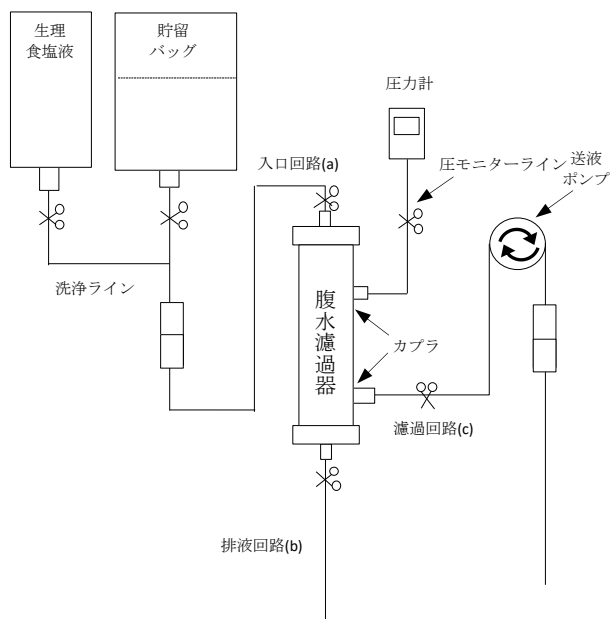 生理
食塩液
貯留
バッグ
圧力計
入口回路(a)
圧モニターライン
送液
ポンプ
洗浄ライン
腹水濾過器
カプラ
濾過回路(c)
排液回路(b)